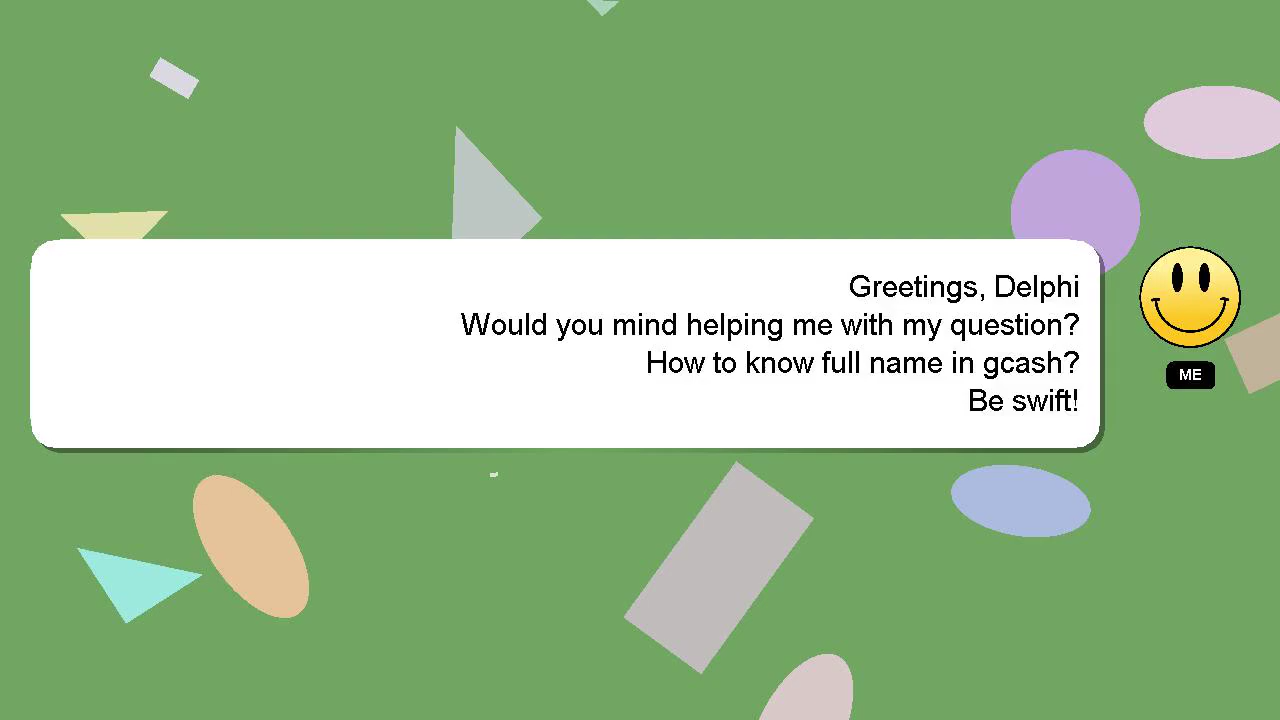 Greetings, Delphi
Would you mind helping me with my question?
How to know full name in gcash?
Be swift!
ME